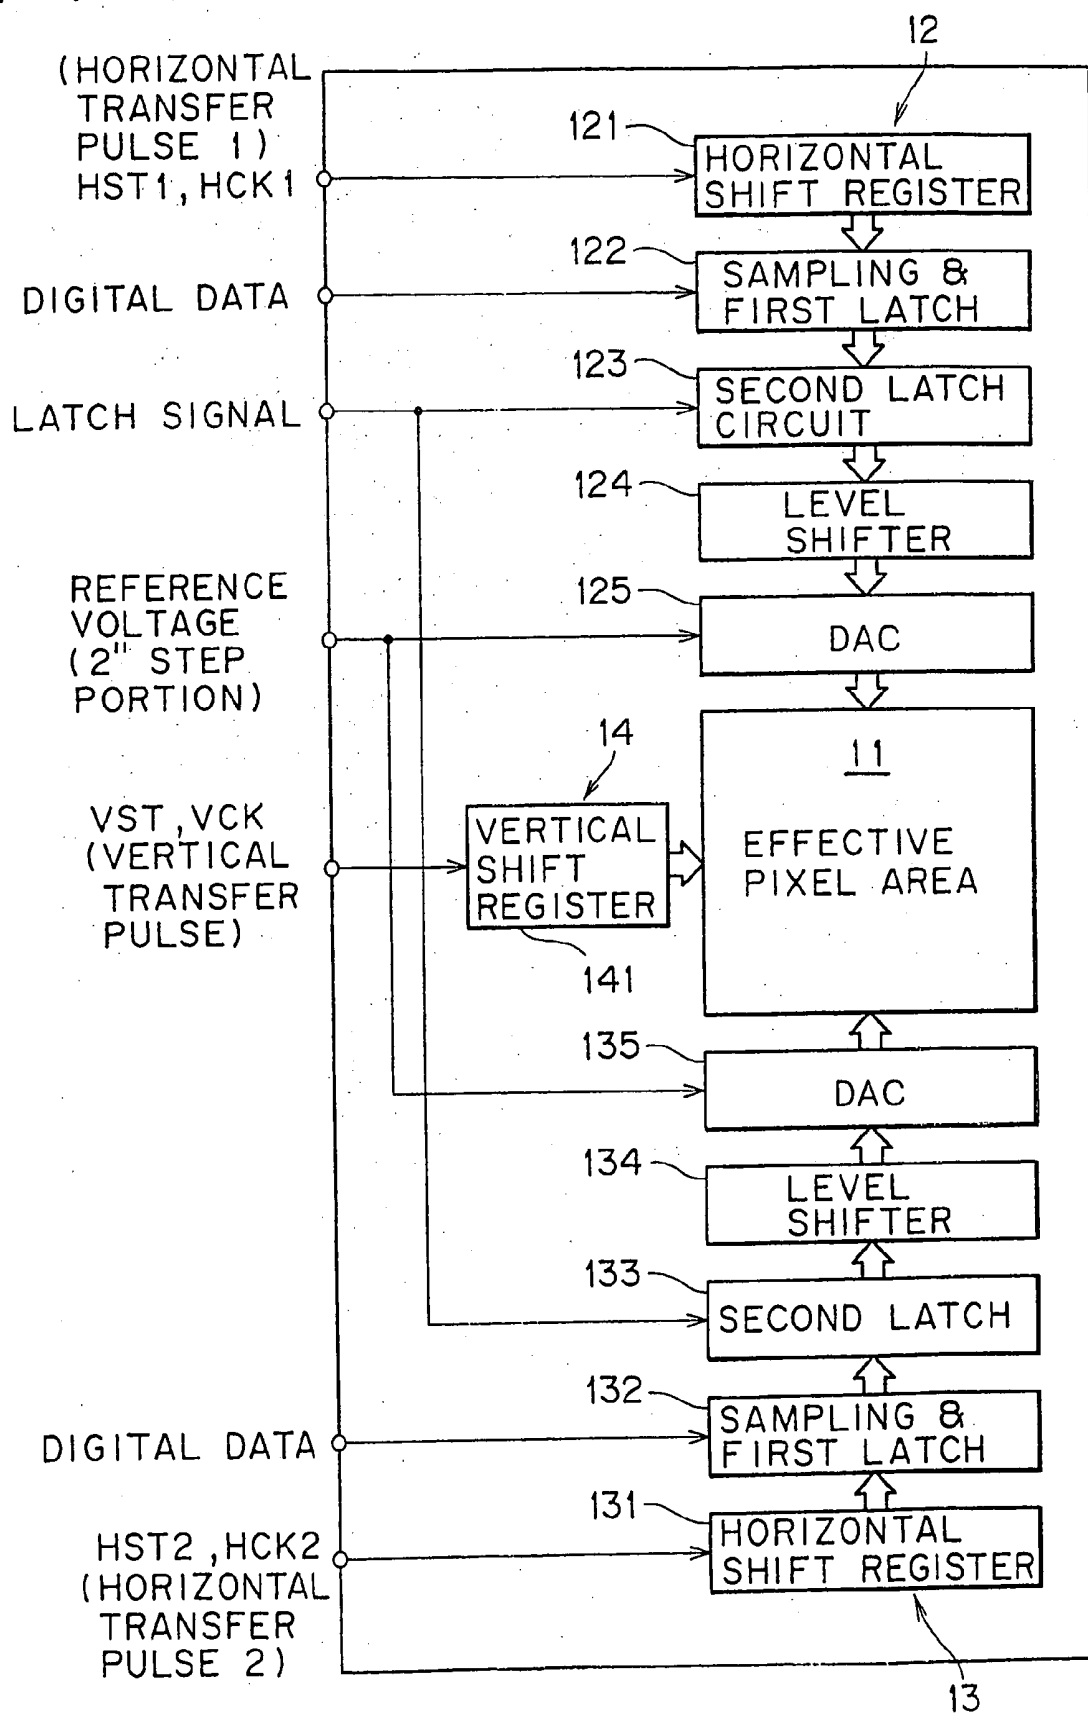 12
(HORIZONTAL
TRANSFER
PULSE 1)
HST1, HCK1
121
HORIZONTAL
SHIFT REGISTER
DIGITAL DATA
122
SAMPLING &
FIRST LATCH
LATCH SIGNAL
123
SECOND LATCH
CIRCUIT
124
LEVEL
SHIFTER
REFERENCE
VOLTAGE
(2" STEP
PORTION)
125
DAC
11
EFFECTIVE
PIXEL AREA
14
VST, VCK
(VERTICAL
TRANSFER
PULSE)
VERTICAL
SHIFT
REGISTER
141
135
DAC
134
LEVEL
SHIFTER
133
SECOND LATCH
DIGITAL DATA
132
SAMPLING &
FIRST LATCH
131
HORIZONTAL
SHIFT REGISTER
HST2, HCK2
(HORIZONTAL
TRANSFER
PULSE 2)
13